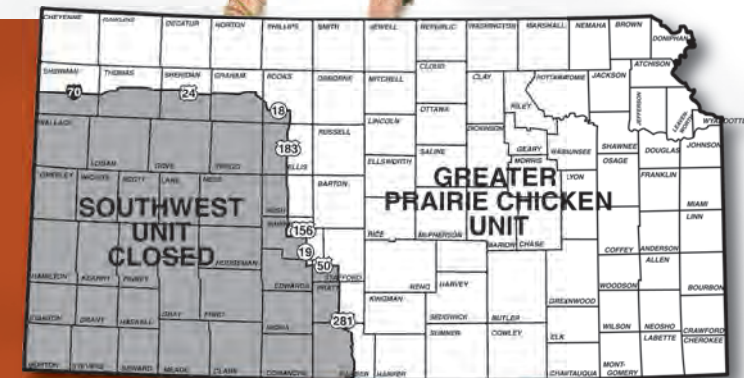 CHEYENNE RAWLINS DECATUR NORTON PHILLIPS SMITH JEWELL REPUBLIC WASHINGTON MARSHALL NEMAHA BROWN
DONIPHAN
SHERMAN THOMAS SHERIDAN GRAHAM ROOKS OSBORNE MITCHELL CLOUD CLAY POTTAWATOMIE JACKSON ATCHISON
70 24 18
RILEY JEFFERSON LEAVEN-
WORTH WYANDOTTE
OTTAWA
WALLACE LOGAN GOVE TREGO ELLIS RUSSELL LINCOLN DICKINSON
183
SALINE GEARY WABAUNSEE SHAWNEE DOUGLAS JOHNSON
ELLSWORTH MORRIS OSAGE
GREELEY WICHITA SCOTT LANE NESS BARTON LYON FRANKLIN
GREATER
PRAIRIE CHICKEN
UNIT
MIAMI
SOUTHWEST
UNIT
CLOSED
RUSH
156
RICE McPHERSON MARION CHASE LINN
19
COFFEY ANDERSON
HODGEMAN
50
ALLEN
HAMILTON KEARNY FINNEY EDWARDS STAFFORD
PRATT RENO HARVEY WOODSON BOURBON
KINGMAN GREENWOOD
STANTON GRANT HASKELL GRAY FORD
281
SEDGWICK BUTLER
KIOWA WILSON NEOSHO CRAWFORD
SUMNER COWLEY ELK LABETTE CHEROKEE
MORTON STEVENS SEWARD MEADE CLARK COMANCHE HARPER CHAUTAUQUA MONT-
GOMERY